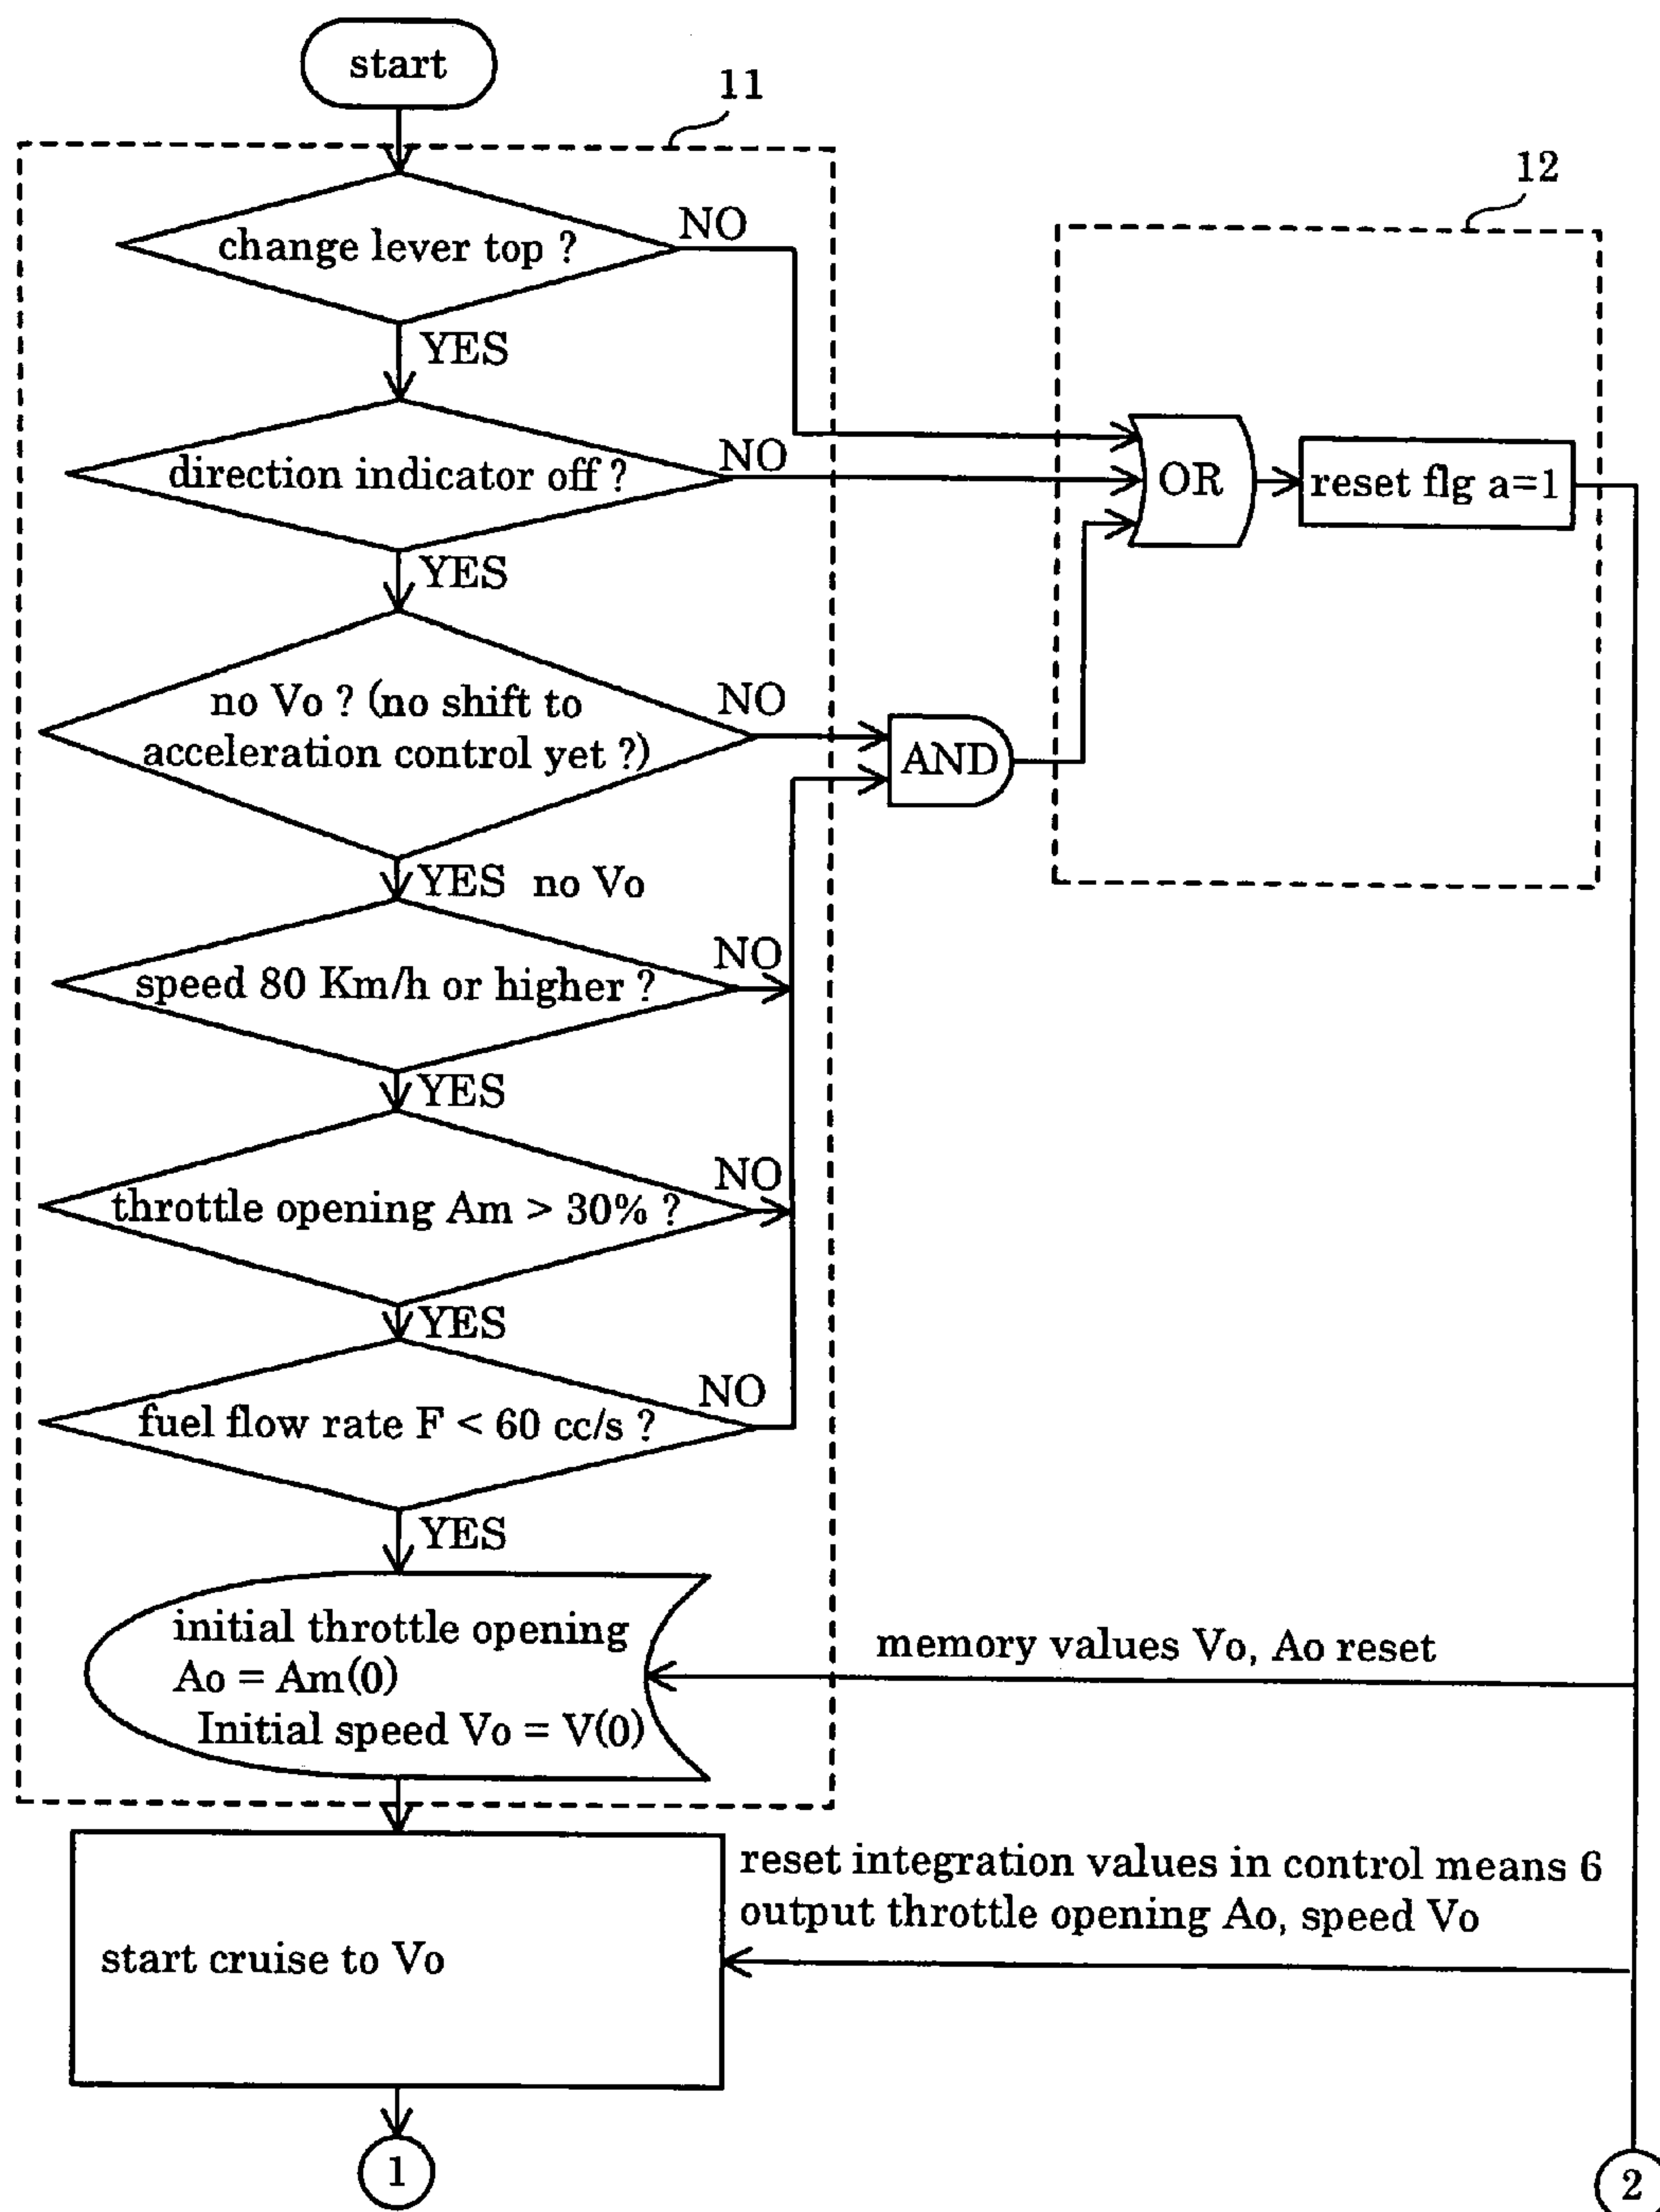 start
11
12
change lever top ?
NO
YES
direction indicator off ?
NO
OR
reset flg a=1
YES
no Vo ? (no shift to
acceleration control yet ?)
NO
AND
YES no Vo
speed 80 Km/h or higher ?
NO
YES
throttle opening Am > 30% ?
NO
YES
fuel flow rate F < 60 cc/s ?
NO
YES
initial throttle opening
Ao = Am(0)
Initial speed Vo = V(0)
memory values Vo, Ao reset
reset integration values in control means 6
output throttle opening Ao, speed Vo
start cruise to Vo
1
2